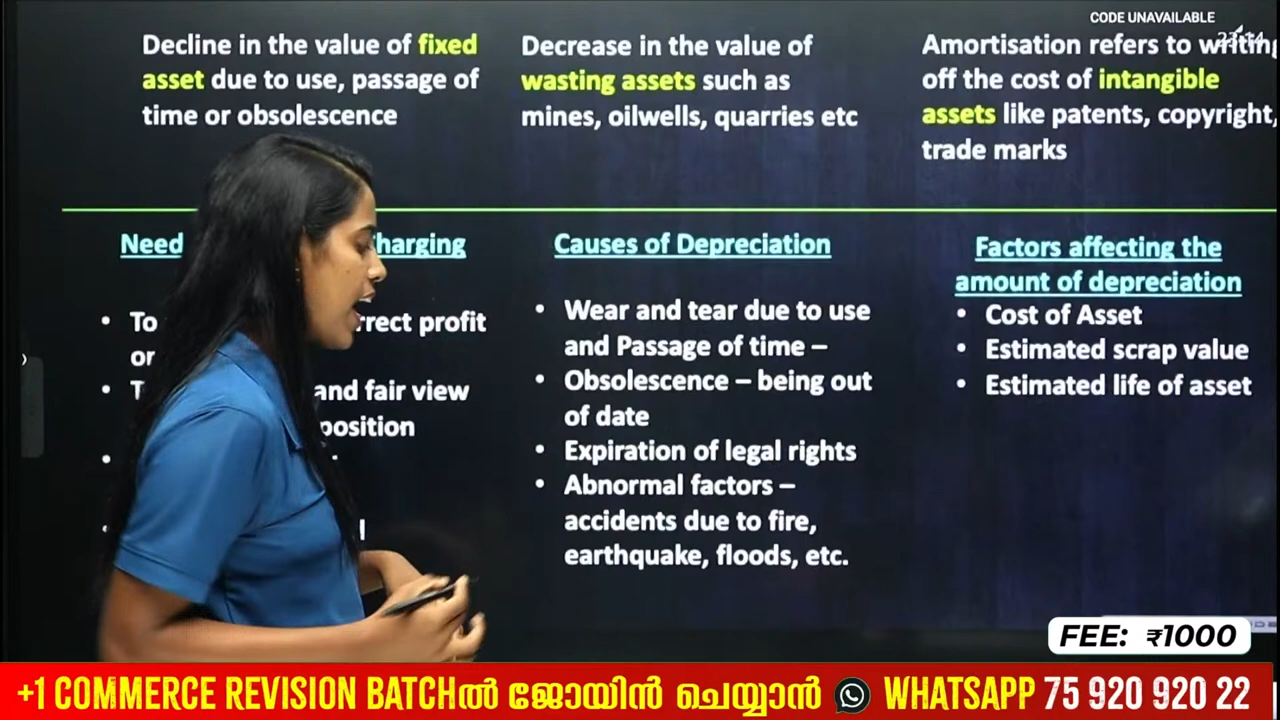 CODE UNAVAILABLE
Decline in the value of fixed
asset due to use, passage of
time or obsolescence
Decrease in the value of
wasting assets such as
mines, oilwells, quarries etc
Amortisation refers to writing
off the cost of intangible
assets like patents, copyright,
trade marks
Need
harging
• To rrect profit
or
• T and fair view
position
•
•
Causes of Depreciation
• Wear and tear due to use
and Passage of time –
• Obsolescence – being out
of date
• Expiration of legal rights
• Abnormal factors –
accidents due to fire,
earthquake, floods, etc.
Factors affecting the
amount of depreciation
• Cost of Asset
• Estimated scrap value
• Estimated life of asset
FEE: ₹1000
+1 COMMERCE REVISION BATCHൽ ജോയിൻ ചെയ്യാൻ WHATSAPP 75 920 920 22